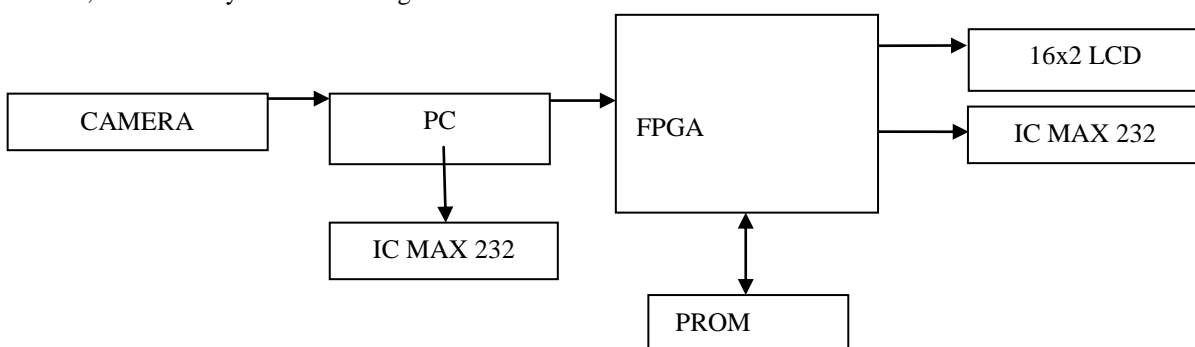 16x2 LCD
CAMERA
PC
FPGA
IC MAX 232
IC MAX 232
PROM